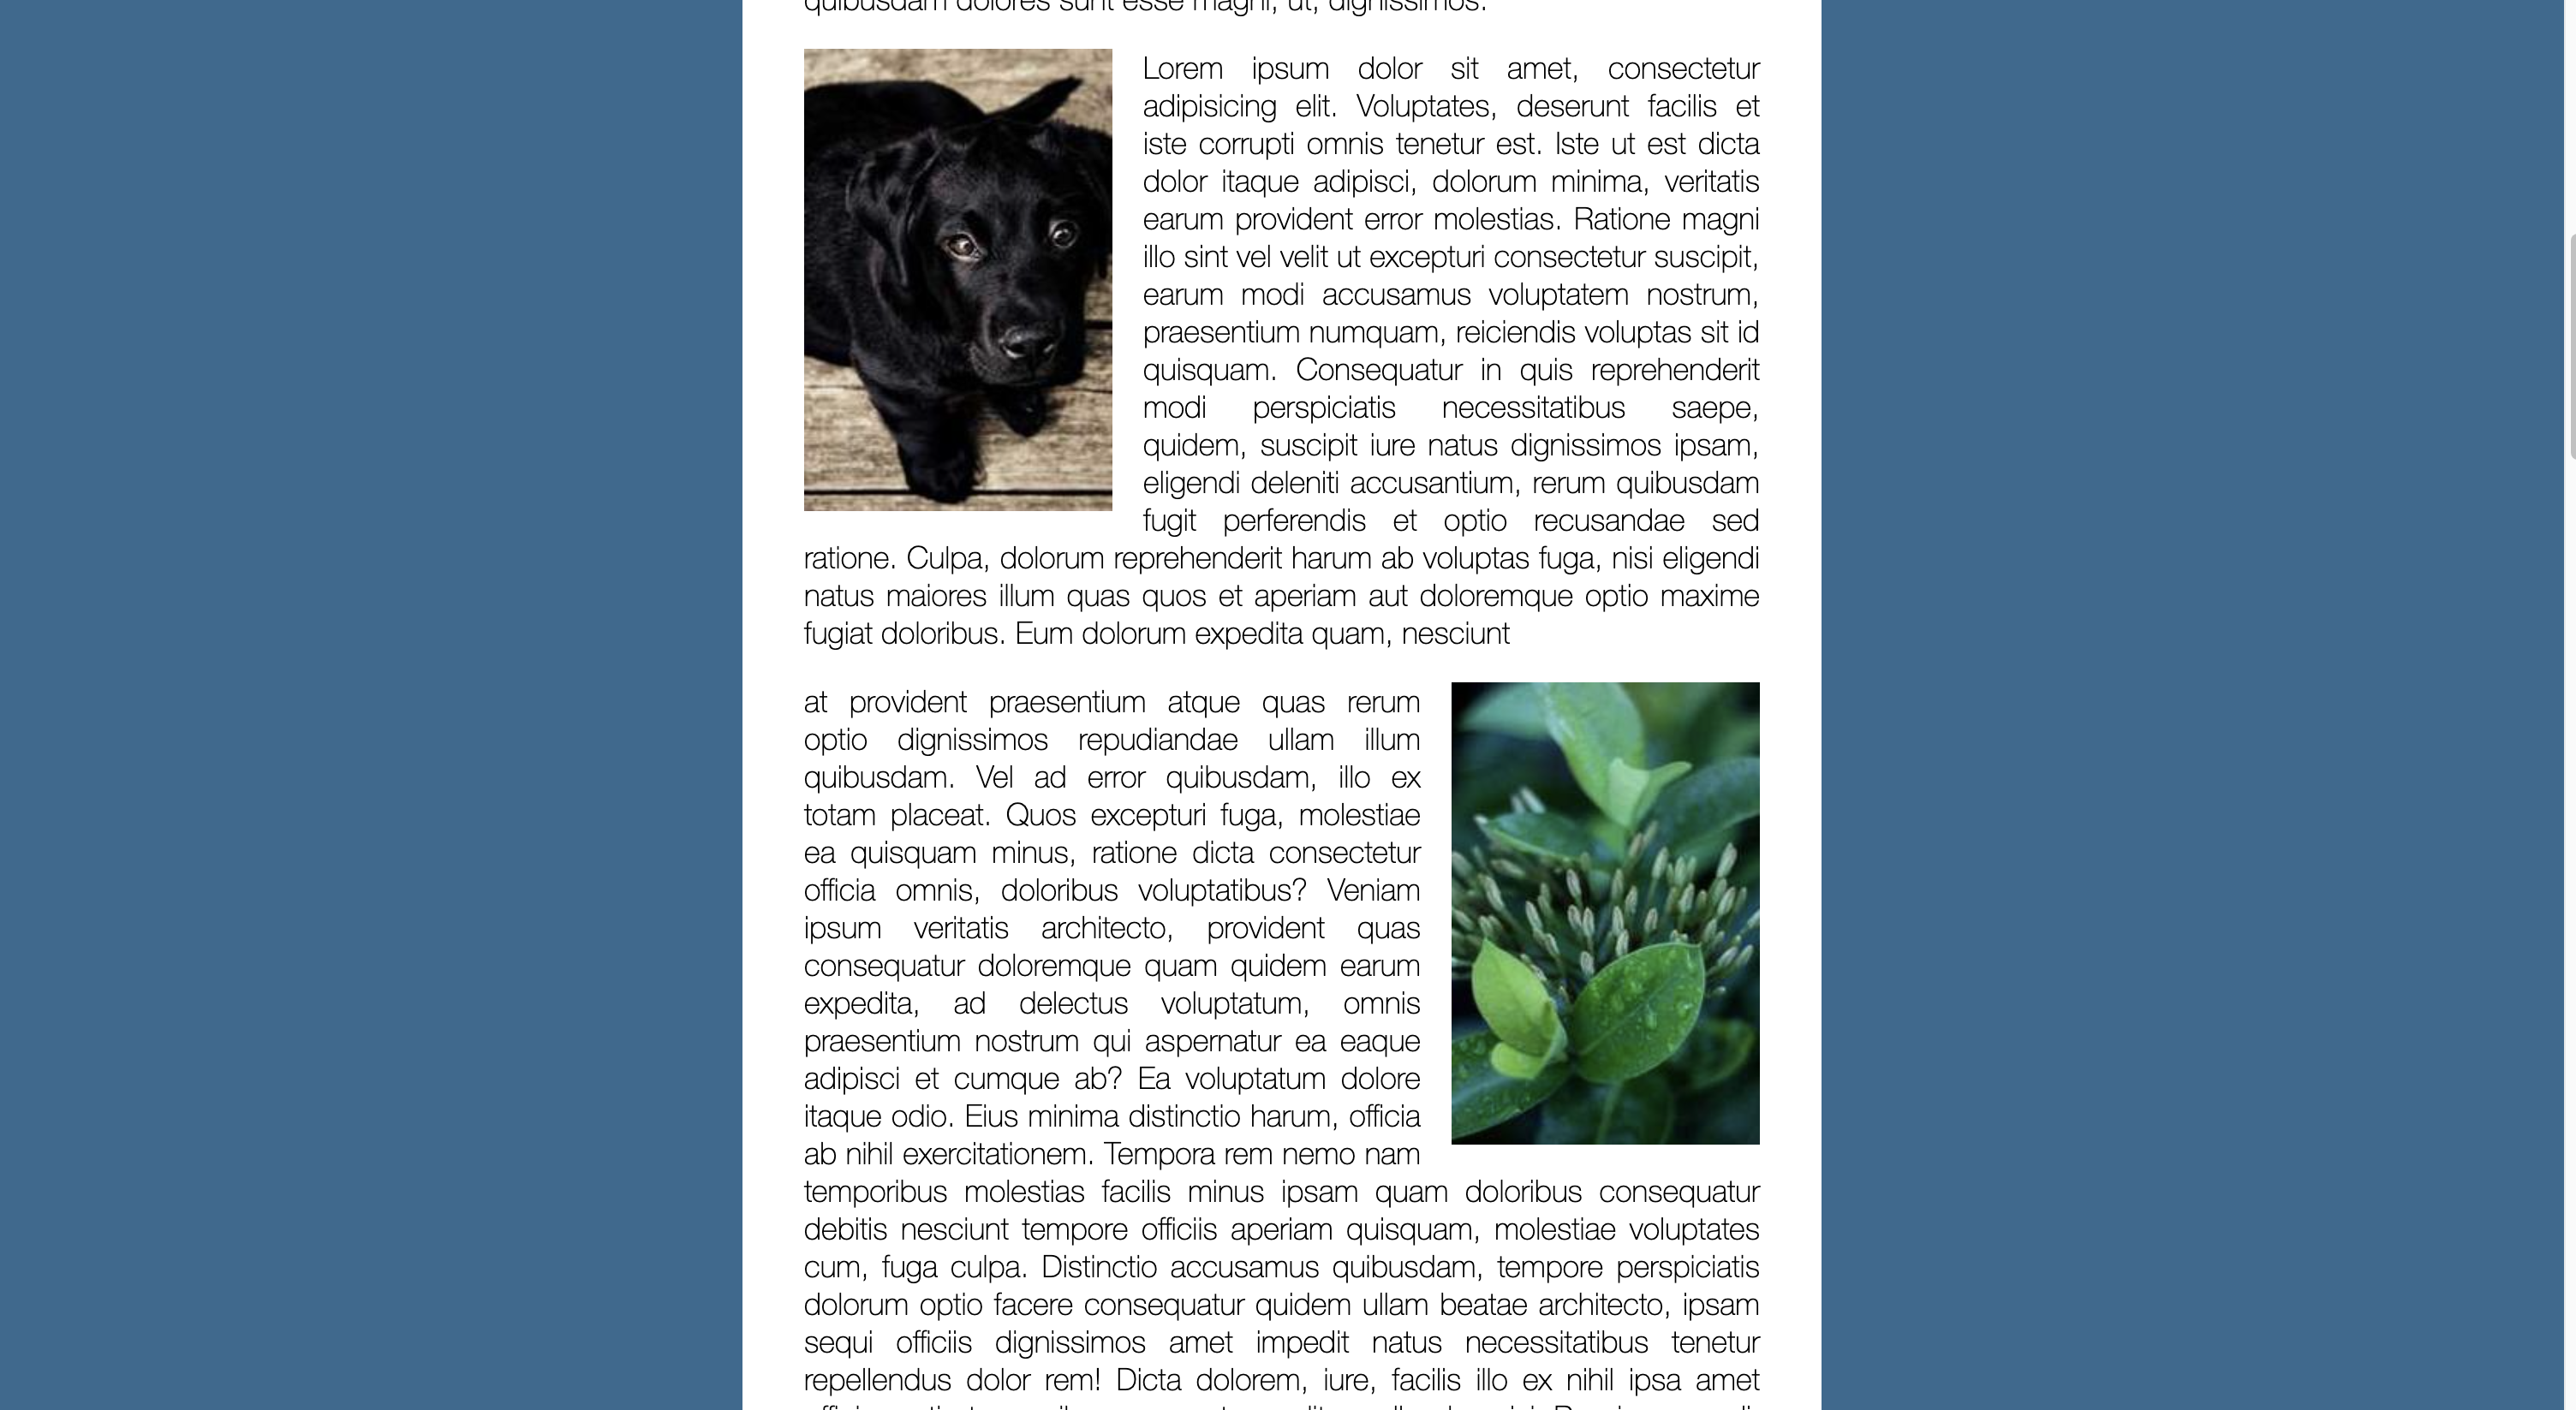 quibusdam dolores sunt esse magni, ut, dignissimos.
Lorem ipsum dolor sit amet, consectetur
adipisicing elit. Voluptates, deserunt facilis et
iste corrupti omnis tenetur est. Iste ut est dicta
dolor itaque adipisci, dolorum minima, veritatis
earum provident error molestias. Ratione magni
illo sint vel velit ut excepturi consectetur suscipit,
earum modi accusamus voluptatem nostrum,
praesentium numquam, reiciendis voluptas sit id
quisquam. Consequatur in quis reprehenderit
modi perspiciatis necessitatibus saepe,
quidem, suscipit iure natus dignissimos ipsam,
eligendi deleniti accusantium, rerum quibusdam
fugit perferendis et optio recusandae sed
ratione. Culpa, dolorum reprehenderit harum ab voluptas fuga, nisi eligendi
natus maiores illum quas quos et aperiam aut doloremque optio maxime
fugiat doloribus. Eum dolorum expedita quam, nesciunt
at provident praesentium atque quas rerum
optio dignissimos repudiandae ullam illum
quibusdam. Vel ad error quibusdam, illo ex
totam placeat. Quos excepturi fuga, molestiae
ea quisquam minus, ratione dicta consectetur
officia omnis, doloribus voluptatibus? Veniam
ipsum veritatis architecto, provident quas
consequatur doloremque quam quidem earum
expedita, ad delectus voluptatum, omnis
praesentium nostrum qui aspernatur ea eaque
adipisci et cumque ab? Ea voluptatum dolore
itaque odio. Eius minima distinctio harum, officia
ab nihil exercitationem. Tempora rem nemo nam
temporibus molestias facilis minus ipsam quam doloribus consequatur
debitis nesciunt tempore officiis aperiam quisquam, molestiae voluptates
cum, fuga culpa. Distinctio accusamus quibusdam, tempore perspiciatis
dolorum optio facere consequatur quidem ullam beatae architecto, ipsam
sequi officiis dignissimos amet impedit natus necessitatibus tenetur
repellendus dolor rem! Dicta dolorem, iure, facilis illo ex nihil ipsa amet